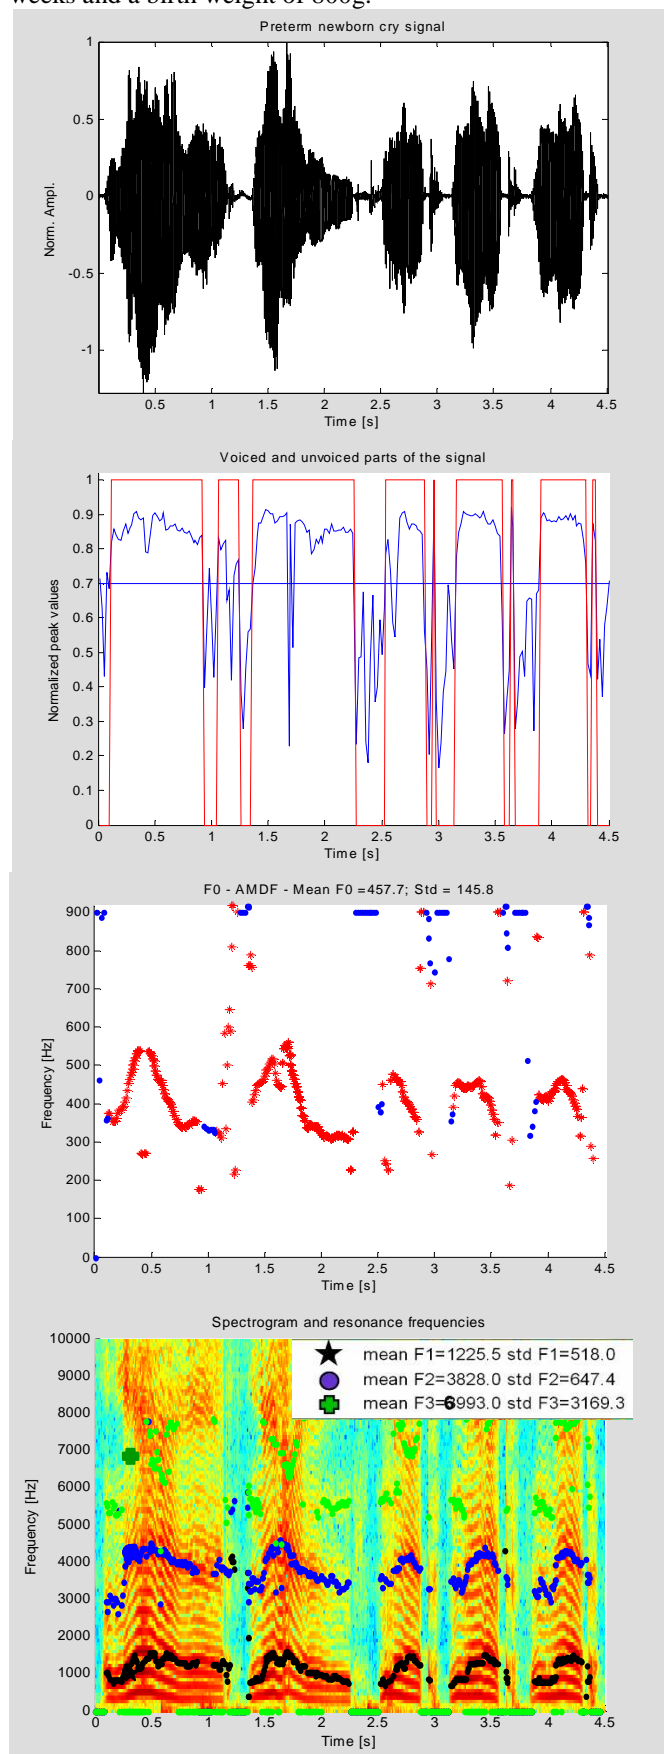 weeks and a birth weight of 800g.
Preterm newborn cry signal
1
0.5
0
-0.5
-1
Norm. Ampl.
0.5 1 1.5 2 2.5 3 3.5 4 4.5
Time [s]
Voiced and unvoiced parts of the signal
1
0.9
0.8
0.7
0.6
0.5
0.4
0.3
0.2
0.1
0
Normalized peak values
0 0.5 1 1.5 2 2.5 3 3.5 4 4.5
Time [s]
F0 - AMDF - Mean F0 =457.7; Std = 145.8
900
800
700
600
500
400
300
200
100
0
Frequency [Hz]
0 0.5 1 1.5 2 2.5 3 3.5 4 4.5
Time [s]
Spectrogram and resonance frequencies
mean F1=1225.5 std F1=518.0
mean F2=3828.0 std F2=647.4
mean F3=6993.0 std F3=3169.3
10000
9000
8000
7000
6000
5000
4000
3000
2000
1000
0
Frequency [Hz]
0 0.5 1 1.5 2 2.5 3 3.5 4 4.5
Time [s]